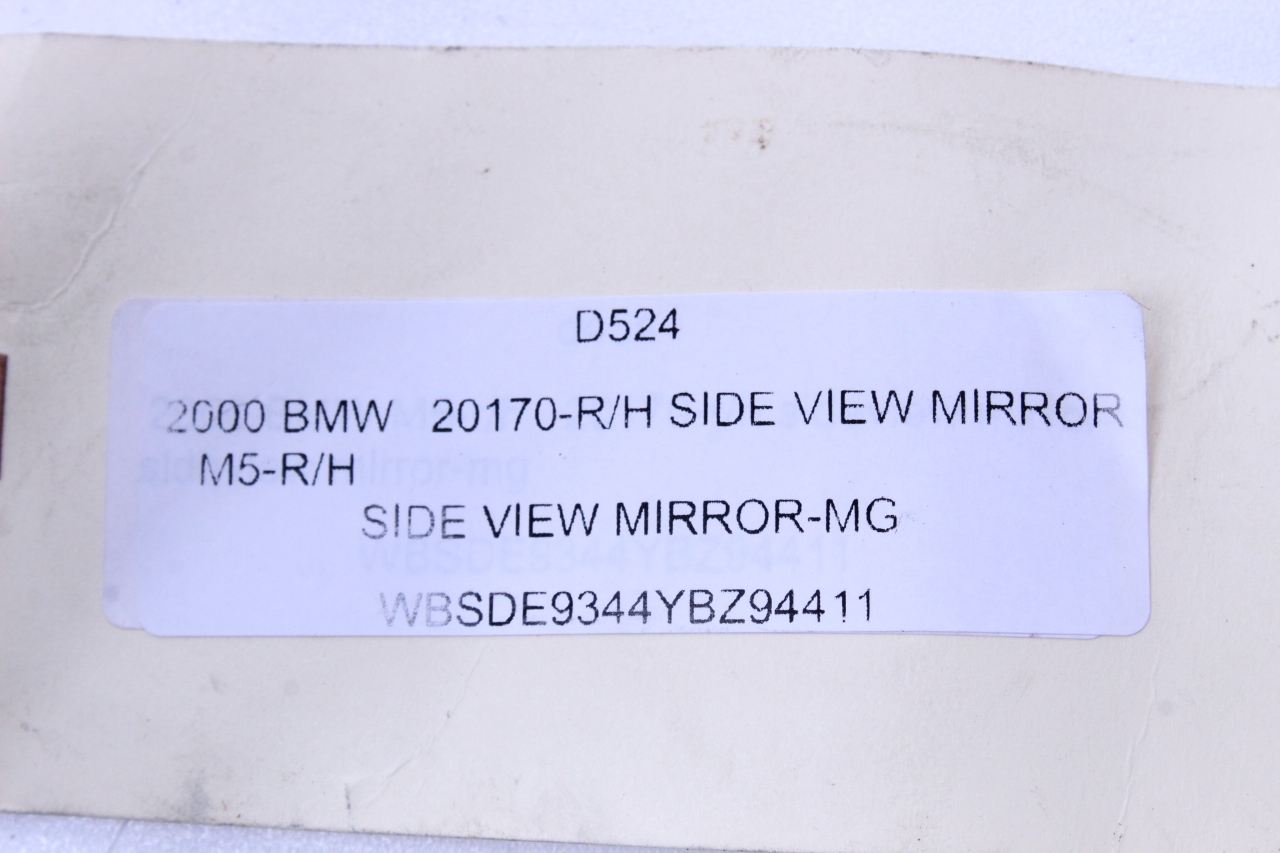 D524
2000 BMW 20170-R/H SIDE VIEW MIRROR
M5-R/H
SIDE VIEW MIRROR-MG
WBSDE9344YBZ94411